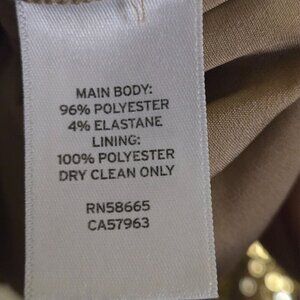 MAIN BODY:
96% POLYESTER
4% ELASTANE
LINING:
100% POLYESTER
DRY CLEAN ONLY
RN58665
CA57963